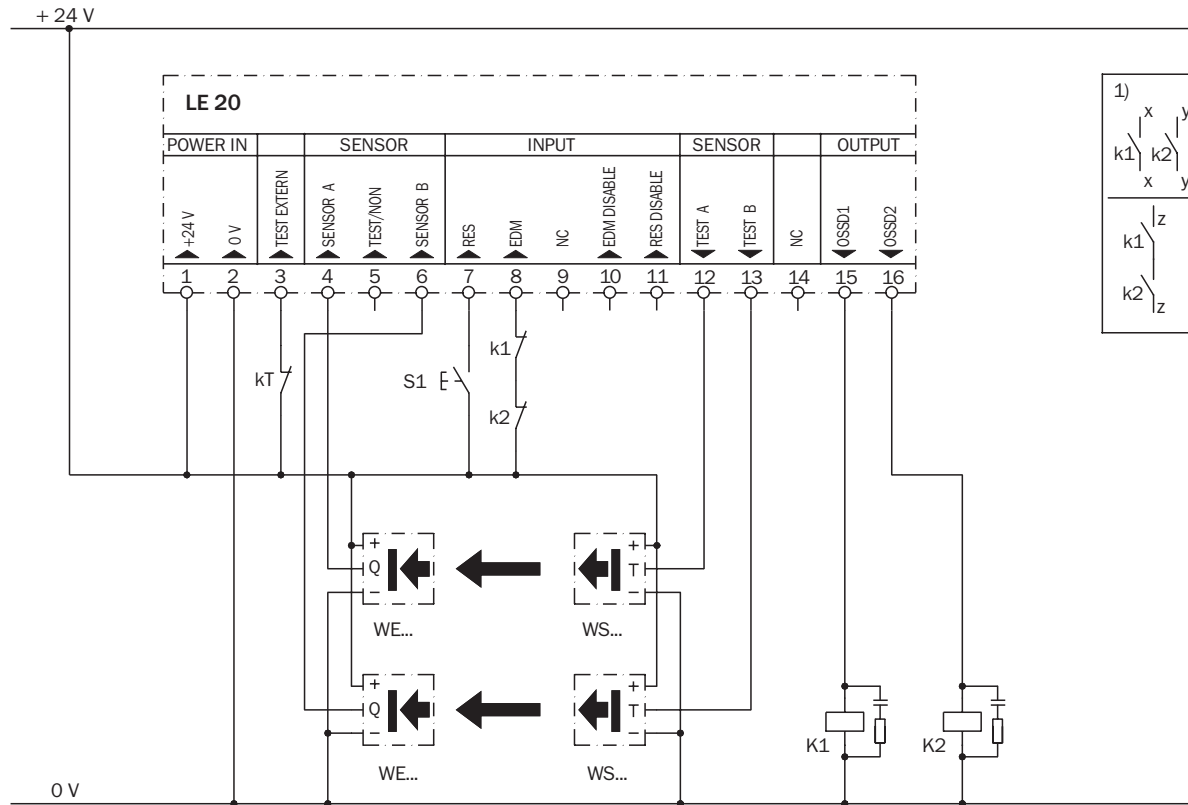 + 24 V
LE 20
POWER IN SENSOR INPUT SENSOR OUTPUT
+24 V
0 V
TEST EXTERN
SENSOR A
TEST/NON
SENSOR B
RES
EDM
NC
EDM DISABLE
RES DISABLE
TEST A
TEST B
NC
OSSD1
OSSD2
1 2 3 4 5 6 7 8 9 10 11 12 13 14 15 16
1)
x y
k1 k2
x y
z
k1
k2
z
kT
S1
k1
k2
+ +
Q T
− −
WE... WS...
+ +
Q T
− −
WE... WS...
K1 K2
0 V